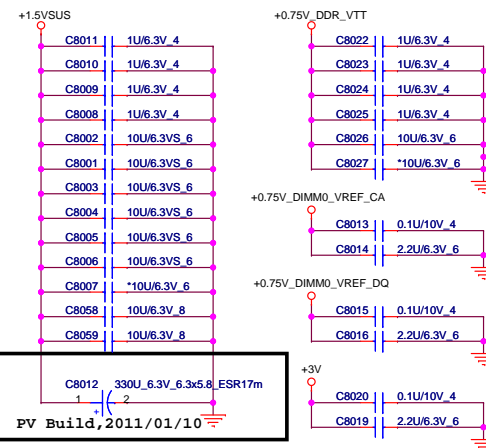 +1.5VSUS
C8011 1U/6.3V_4
C8010 1U/6.3V_4
C8009 1U/6.3V_4
C8008 1U/6.3V_4
C8002 10U/6.3VS_6
C8001 10U/6.3VS_6
C8003 10U/6.3VS_6
C8004 10U/6.3VS_6
C8005 10U/6.3VS_6
C8006 10U/6.3VS_6
C8007 *10U/6.3V_6
C8058 10U/6.3V_8
C8059 10U/6.3V_8
C8012 330U_6.3V_6.3x5.8_ESR17m
1 2
+
PV Build,2011/01/10
+0.75V_DDR_VTT
C8022 1U/6.3V_4
C8023 1U/6.3V_4
C8024 1U/6.3V_4
C8025 1U/6.3V_4
C8026 10U/6.3V_6
C8027 *10U/6.3V_6
+0.75V_DIMM0_VREF_CA
C8013 0.1U/10V_4
C8014 2.2U/6.3V_6
+0.75V_DIMM0_VREF_DQ
C8015 0.1U/10V_4
C8016 2.2U/6.3V_6
+3V
C8020 0.1U/10V_4
C8019 2.2U/6.3V_6